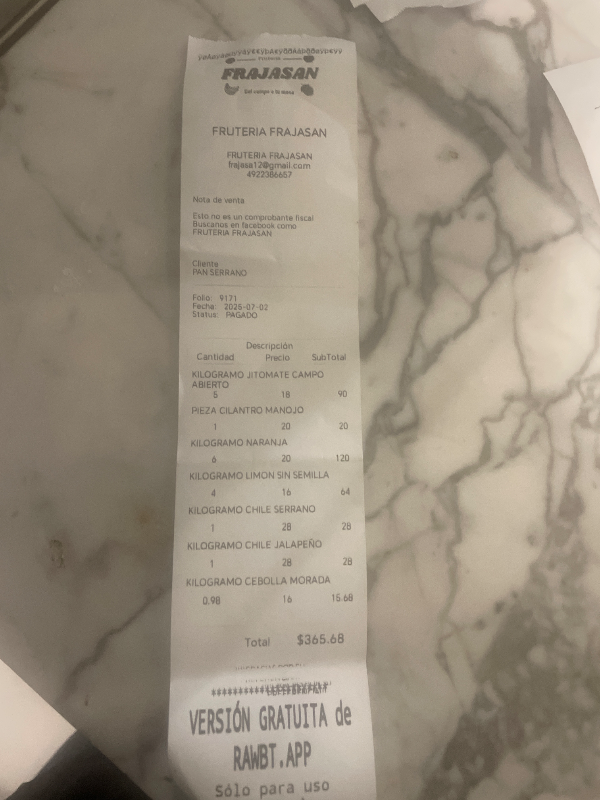 FRAJASAN
Del campo a tu mesa
FRUTERIA FRAJASAN
FRUTERIA FRAJASAN
frajasa12@gmail.com
4922386657
Nota de venta
Esto no es un comprobante fiscal
Buscanos en facebook como
FRUTERIA FRAJASAN
Cliente
PAN SERRANO
Folio: 9171
Fecha: 2025-07-02
Status: PAGADO
Descripción
Cantidad Precio SubTotal
KILOGRAMO JITOMATE CAMPO
ABIERTO
5 18 90
PIEZA CILANTRO MANOJO
1 20 20
KILOGRAMO NARANJA
6 20 120
KILOGRAMO LIMON SIN SEMILLA
4 16 64
KILOGRAMO CHILE SERRANO
1 28 28
KILOGRAMO CHILE JALAPEÑO
1 28 28
KILOGRAMO CEBOLLA MORADA
0.98 16 15.68
Total $365.68
VERSIÓN GRATUITA de
RAWBT.APP
Sólo para uso